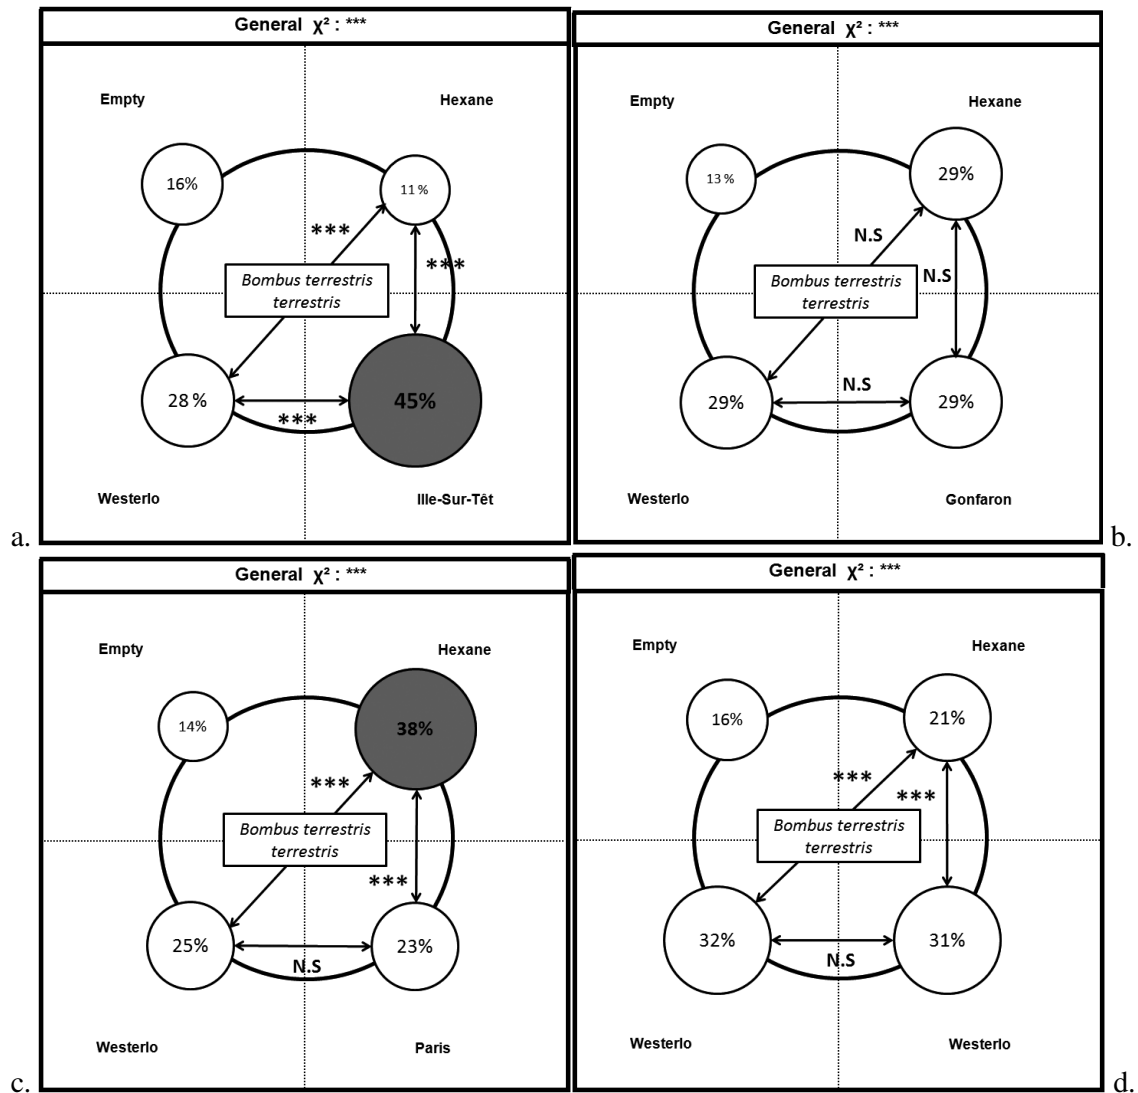 General χ² : ***
Empty
Hexane
16%
11 %
***
***
Bombus terrestris
terrestris
28 %
45%
***
Westerlo
Ille-Sur-Têt
a.
General χ² : ***
Empty
Hexane
13 %
29%
N.S
N.S
Bombus terrestris
terrestris
N.S
29%
29%
Westerlo
Gonfaron
b.
General χ² : ***
Empty
Hexane
14%
38%
***
Bombus terrestris
terrestris
***
25%
23%
N.S
Westerlo
Paris
c.
General χ² : ***
Empty
Hexane
16%
21%
***
***
Bombus terrestris
terrestris
32%
31%
N.S
Westerlo
Westerlo
d.